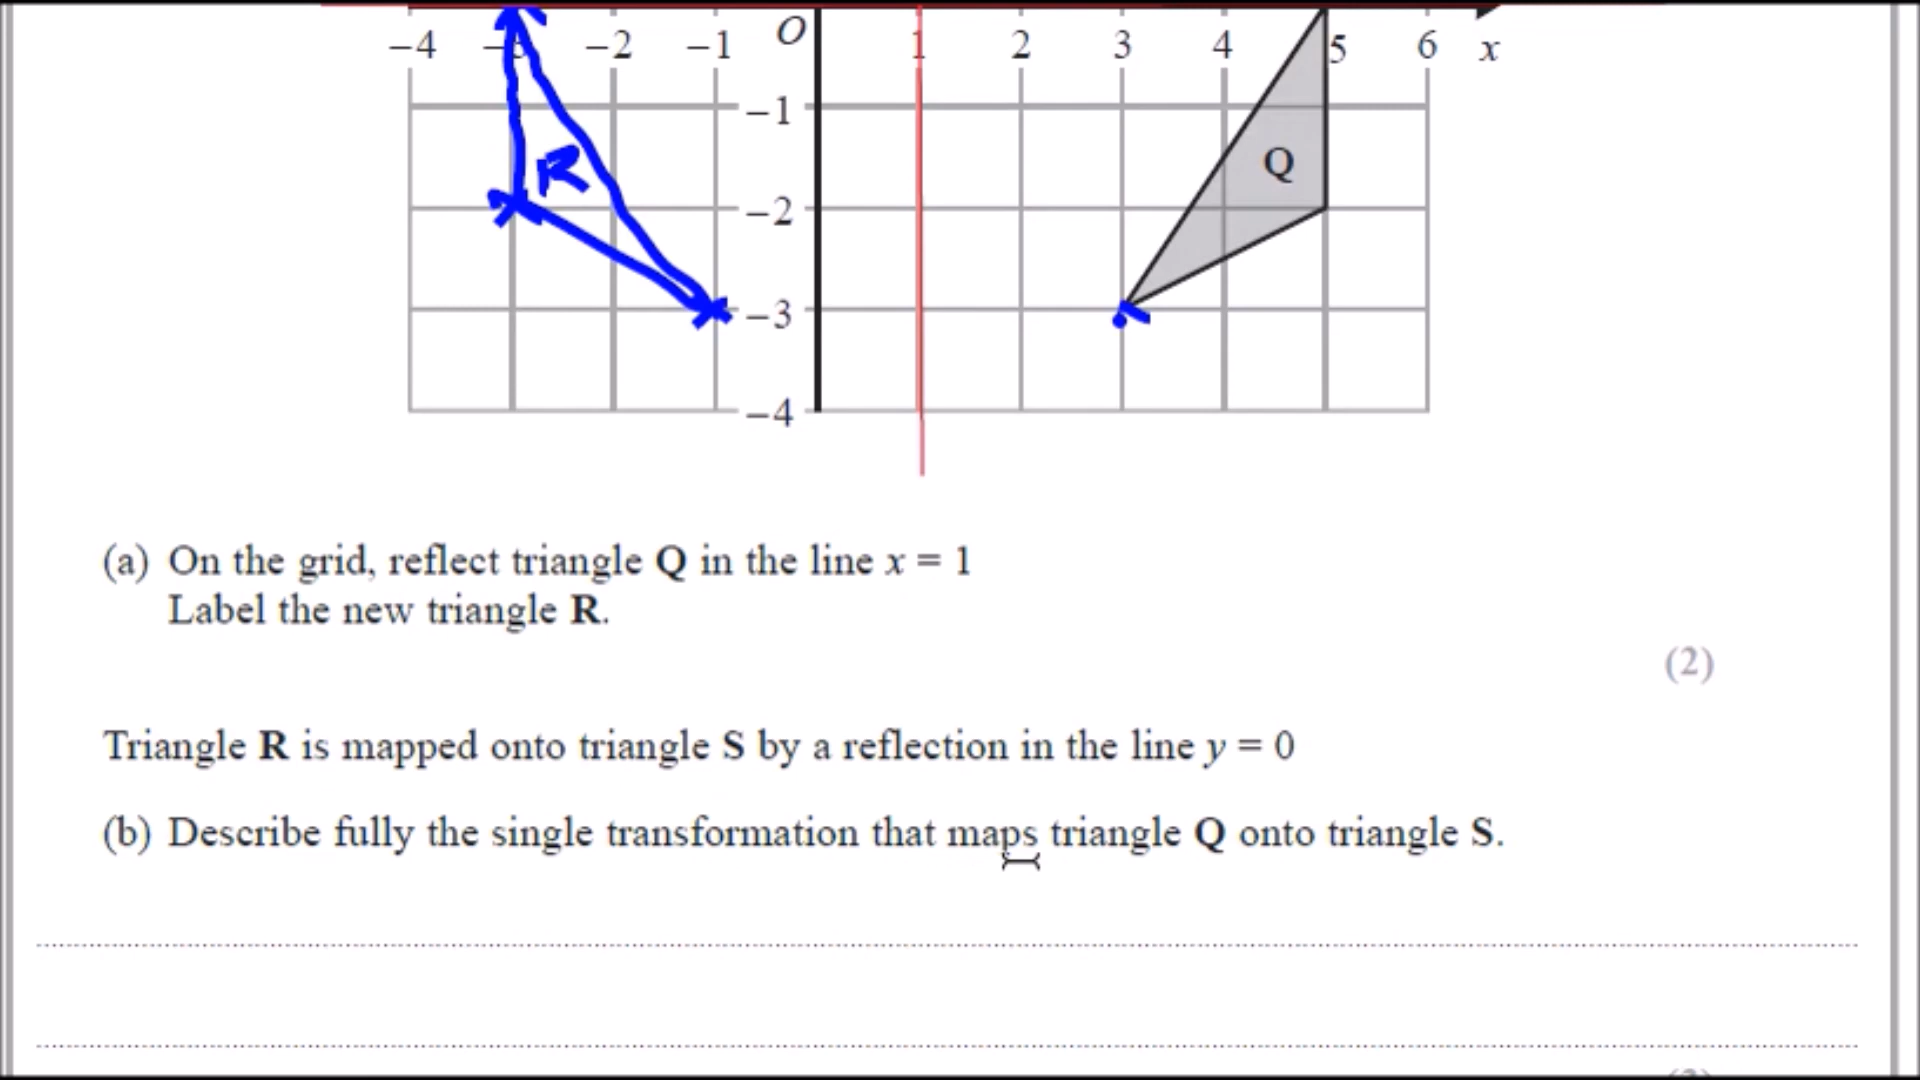 O
−4 −2 −1 1 2 3 4 5 6 x
−1
Q
R
−2
−3
−4
(a) On the grid, reflect triangle Q in the line x = 1
Label the new triangle R.
(2)
Triangle R is mapped onto triangle S by a reflection in the line y = 0
(b) Describe fully the single transformation that maps triangle Q onto triangle S.